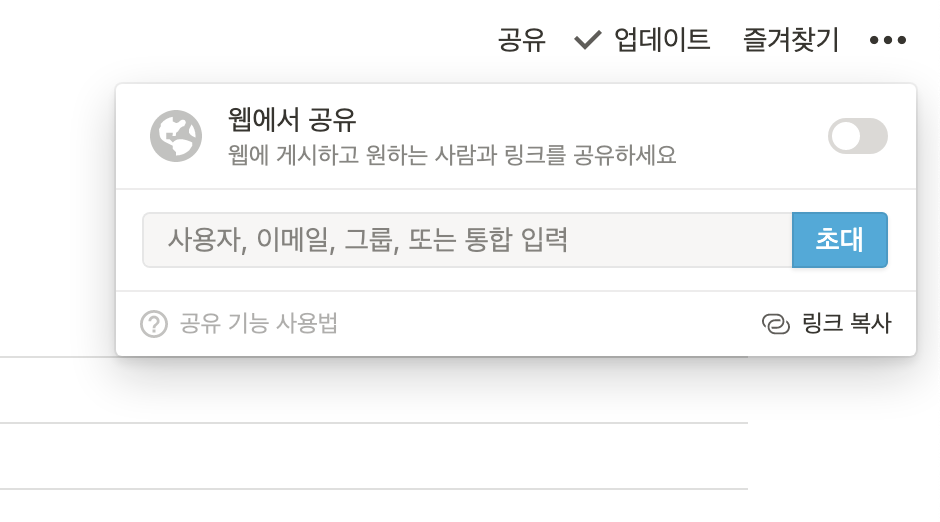 공유 업데이트 즐겨찾기
웹에서 공유
웹에 게시하고 원하는 사람과 링크를 공유하세요
사용자, 이메일, 그룹, 또는 통합 입력 초대
공유 기능 사용법 링크 복사